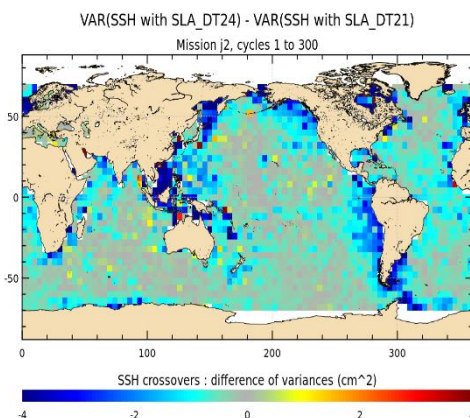 VAR(SSH with SLA_DT24) - VAR(SSH with SLA_DT21)
Mission j2, cycles 1 to 300
50
0
-50
0 100 200 300
SSH crossovers : difference of variances (cm^2)
-4 -2 0 2